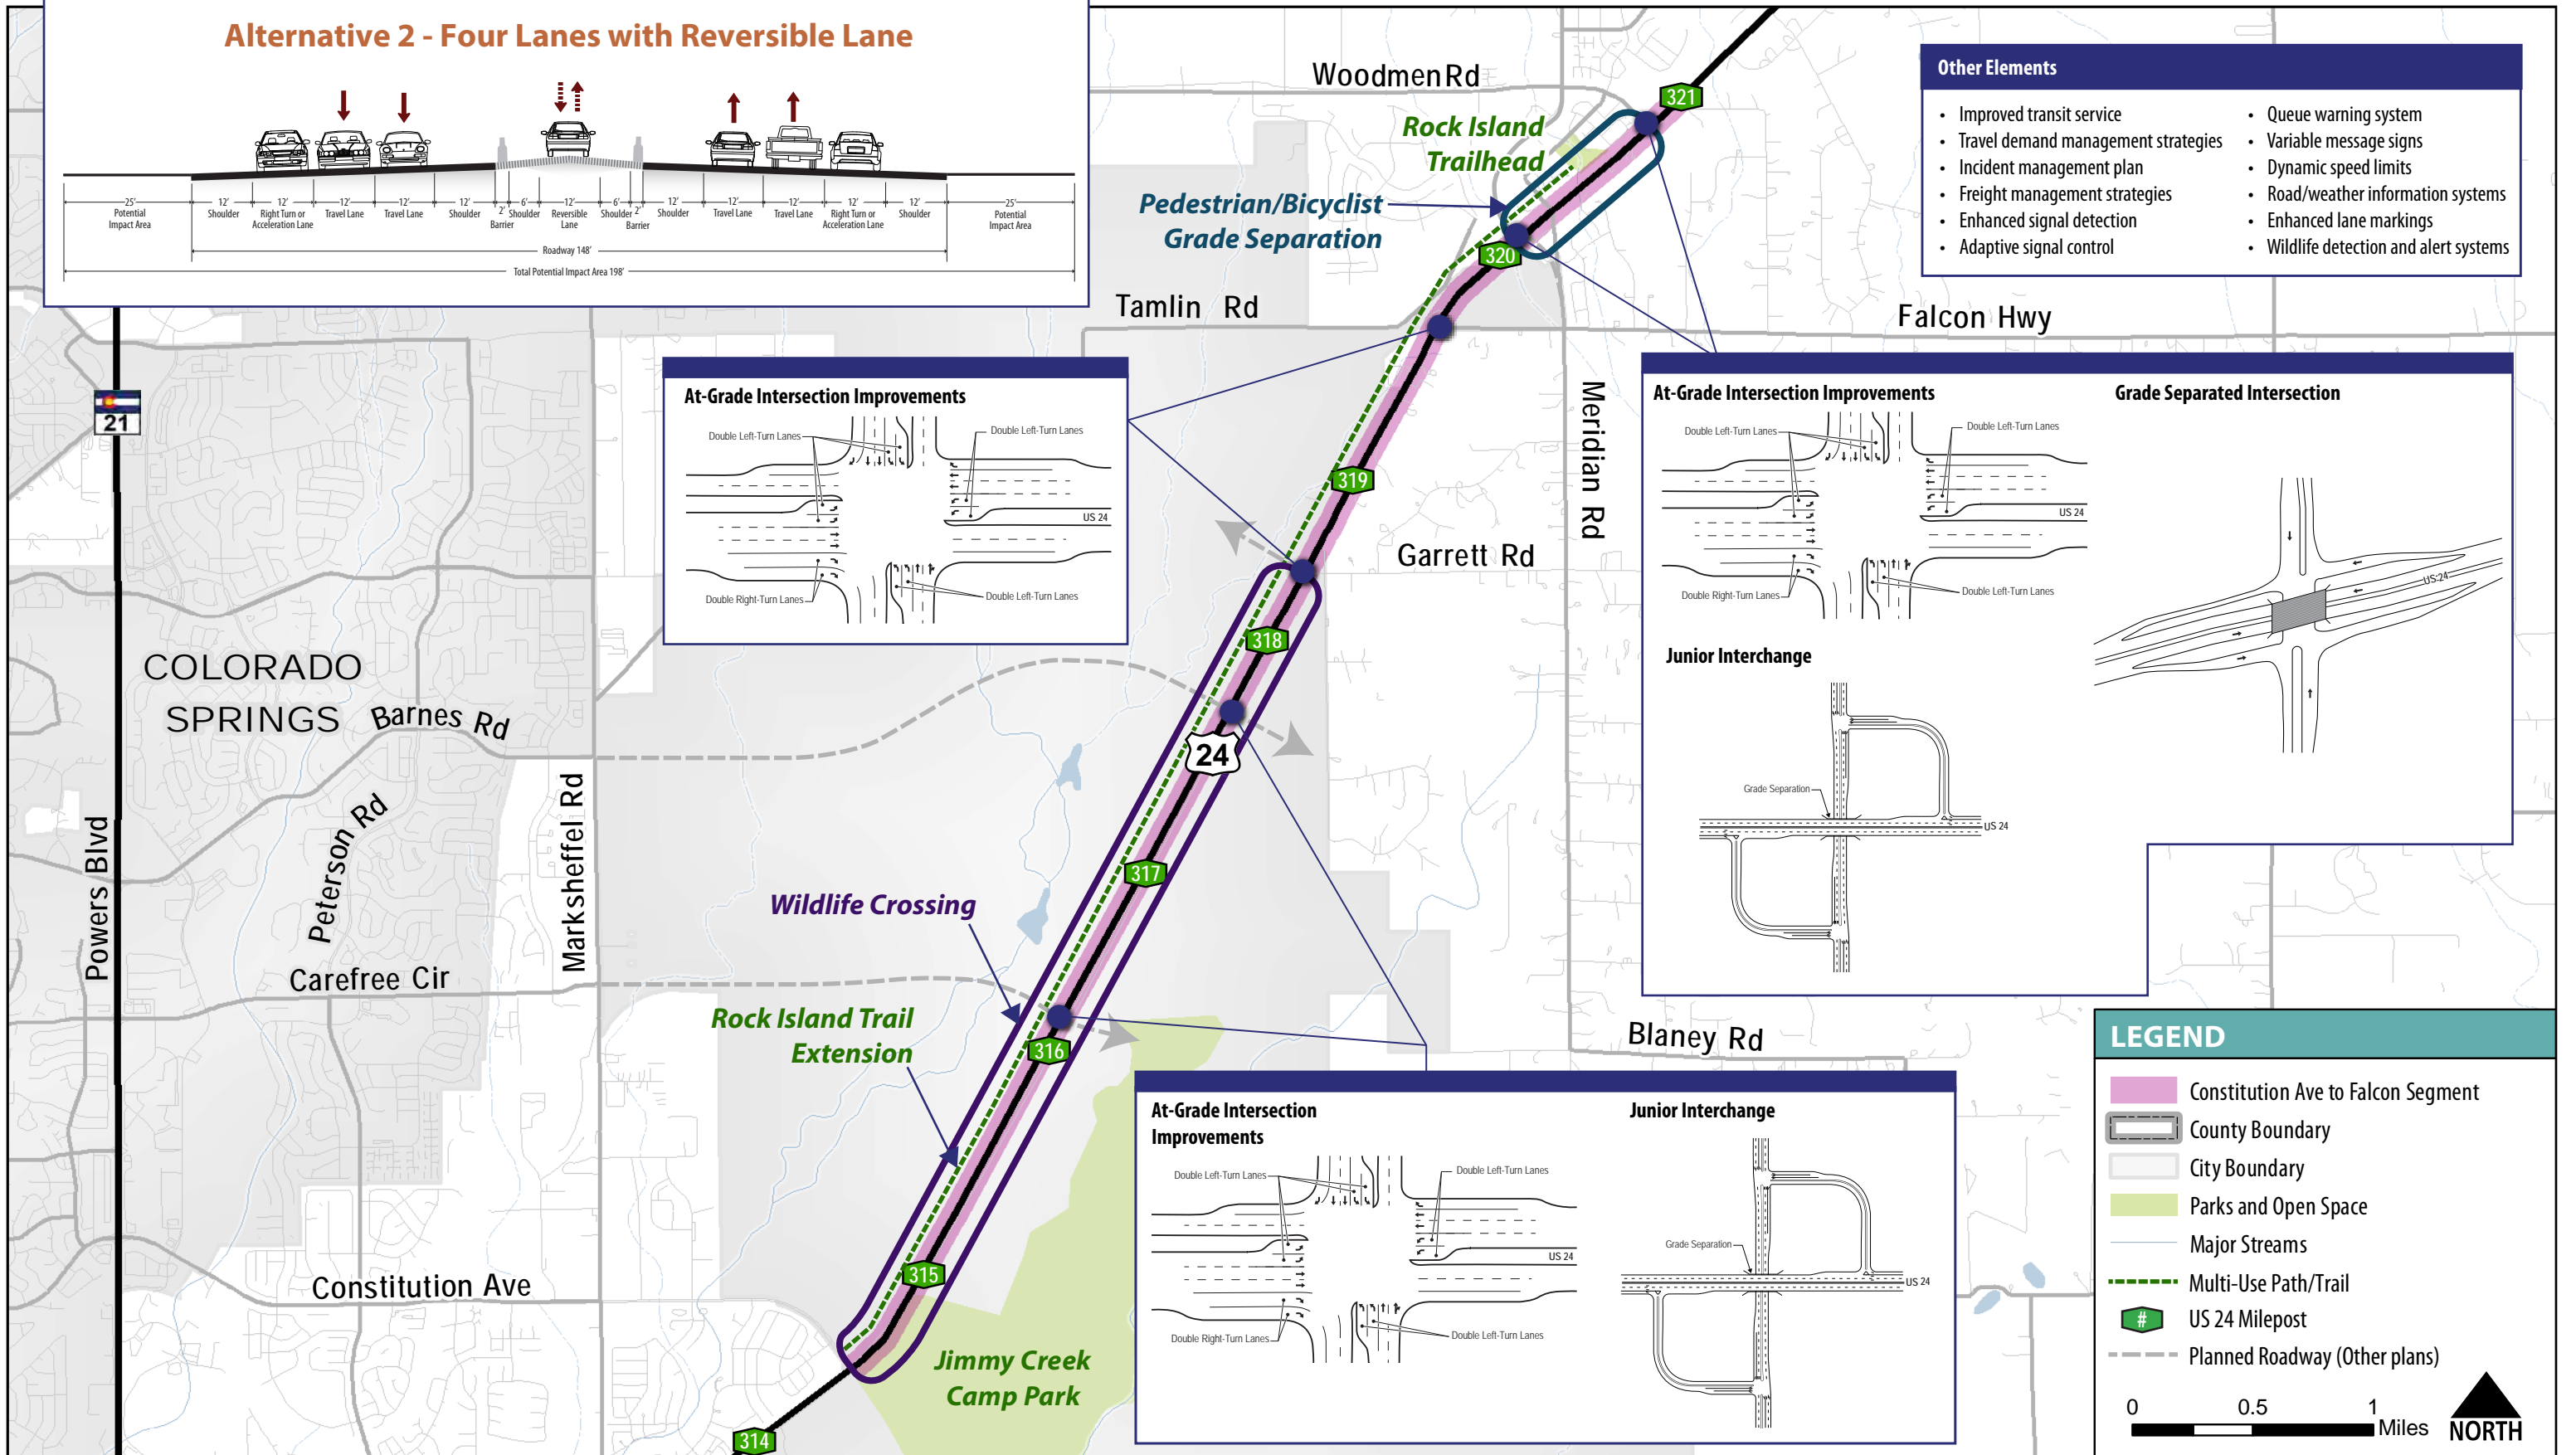 Alternative 2 - Four Lanes with Reversible Lane
25'
Potential
Impact Area
12'
Shoulder
12'
Right Turn or
Acceleration Lane
12'
Travel Lane
12'
Travel Lane
12'
Shoulder
2'
Barrier
6'
Shoulder
12'
Reversible
Lane
6'
Shoulder
2'
Barrier
12'
Shoulder
12'
Travel Lane
12'
Travel Lane
12'
Right Turn or
Acceleration Lane
12'
Shoulder
25'
Potential
Impact Area
Roadway 148'
Total Potential Impact Area 198'
Woodmen Rd
321
Rock Island
Trailhead
Pedestrian/Bicyclist
Grade Separation
320
Other Elements
• Improved transit service
• Travel demand management strategies
• Incident management plan
• Freight management strategies
• Enhanced signal detection
• Adaptive signal control
• Queue warning system
• Variable message signs
• Dynamic speed limits
• Road/weather information systems
• Enhanced lane markings
• Wildlife detection and alert systems
Tamlin Rd
Falcon Hwy
21
At-Grade Intersection Improvements
Double Left-Turn Lanes
Double Left-Turn Lanes
US 24
Double Right-Turn Lanes
Double Left-Turn Lanes
Meridian Rd
319
Garrett Rd
318
At-Grade Intersection Improvements
Double Left-Turn Lanes
Double Left-Turn Lanes
US 24
Double Right-Turn Lanes
Double Left-Turn Lanes
Grade Separated Intersection
US 24
Junior Interchange
Grade Separation
US 24
COLORADO
SPRINGS
Barnes Rd
24
Peterson Rd
Marksheffel Rd
Powers Blvd
317
Wildlife Crossing
Carefree Cir
Rock Island Trail
Extension
316
Blaney Rd
At-Grade Intersection
Improvements
Double Left-Turn Lanes
Double Left-Turn Lanes
US 24
Double Right-Turn Lanes
Double Left-Turn Lanes
Junior Interchange
Grade Separation
US 24
315
Constitution Ave
Jimmy Creek
Camp Park
314
LEGEND
Constitution Ave to Falcon Segment
County Boundary
City Boundary
Parks and Open Space
Major Streams
Multi-Use Path/Trail
# US 24 Milepost
Planned Roadway (Other plans)
0 0.5 1
Miles
NORTH